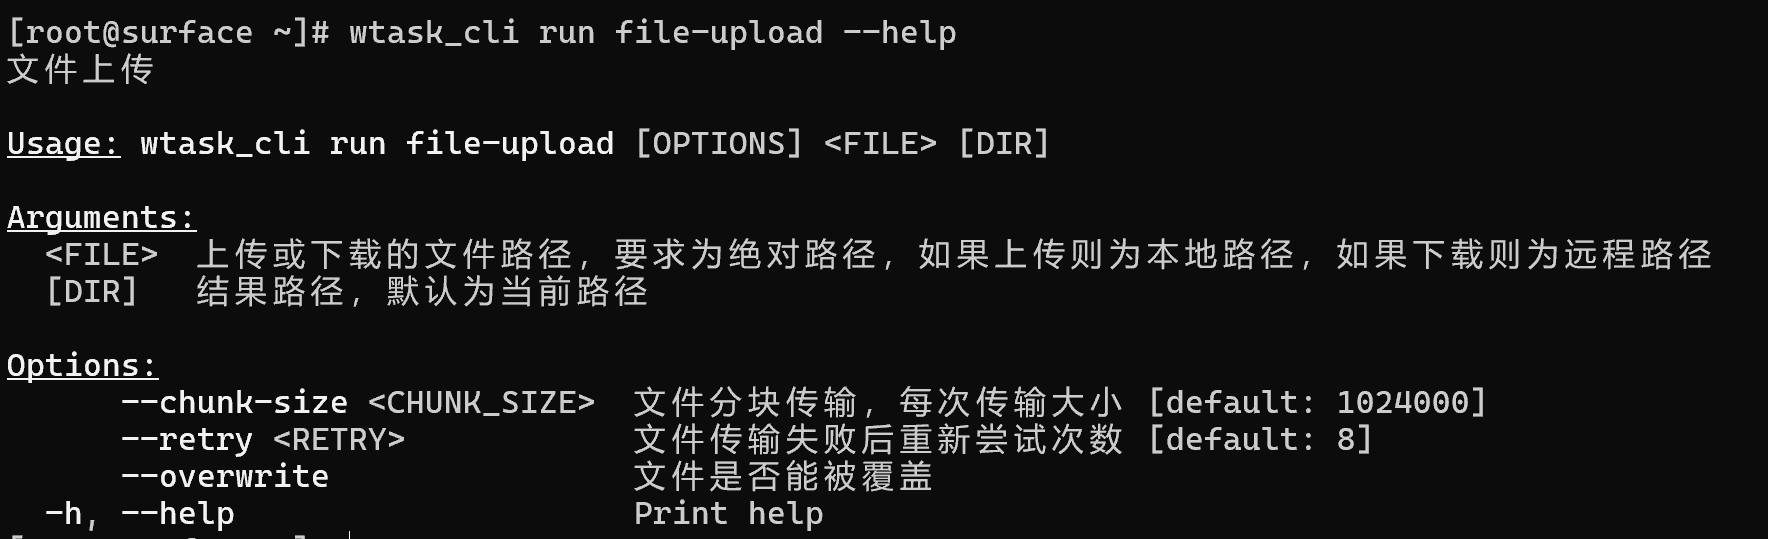 [root@surface ~]# wtask_cli run file-upload --help
文件上传
Usage: wtask_cli run file-upload [OPTIONS] <FILE> [DIR]
Arguments:
<FILE> 上传或下载的文件路径，要求为绝对路径，如果上传则为本地路径，如果下载则为远程路径
[DIR] 结果路径，默认为当前路径
Options:
--chunk-size <CHUNK_SIZE> 文件分块传输，每次传输大小 [default: 1024000]
--retry <RETRY> 文件传输失败后重新尝试次数 [default: 8]
--overwrite 文件是否能被覆盖
-h, --help Print help